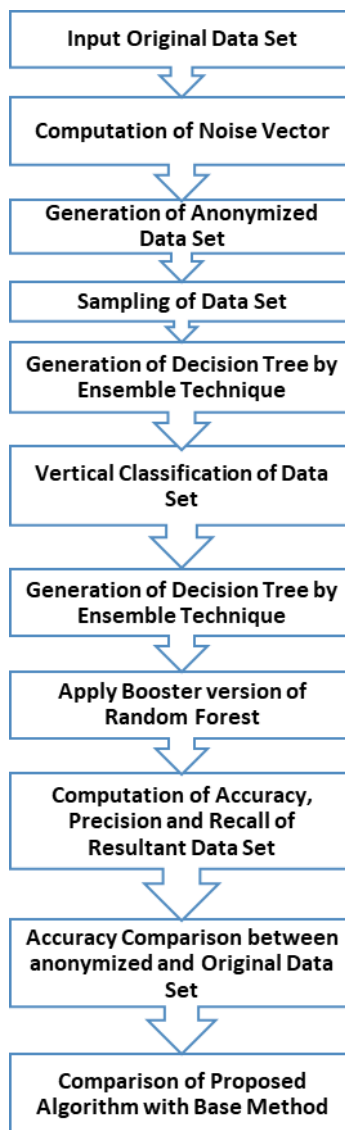 Input Original Data Set
Computation of Noise Vector
Generation of Anonymized
Data Set
Sampling of Data Set
Generation of Decision Tree by
Ensemble Technique
Vertical Classification of Data
Set
Generation of Decision Tree by
Ensemble Technique
Apply Booster version of
Random Forest
Computation of Accuracy,
Precision and Recall of
Resultant Data Set
Accuracy Comparison between
anonymized and Original Data
Set
Comparison of Proposed
Algorithm with Base Method